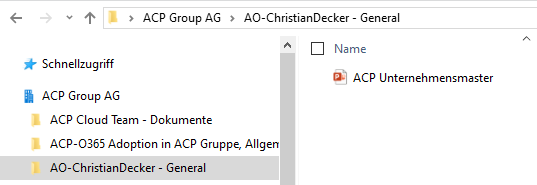 ACP Group AG > AO-ChristianDecker - General
Name
Schnellzugriff
ACP Unternehmensmaster
ACP Group AG
ACP Cloud Team - Dokumente
ACP-O365 Adoption in ACP Gruppe, Allgem
AO-ChristianDecker - General